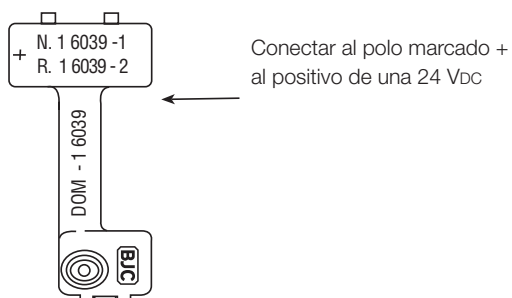 +
N. 1 6039 -1
R. 1 6039 - 2
Conectar al polo marcado +
al positivo de una 24 VDC
DOM - 1 6039
BJC